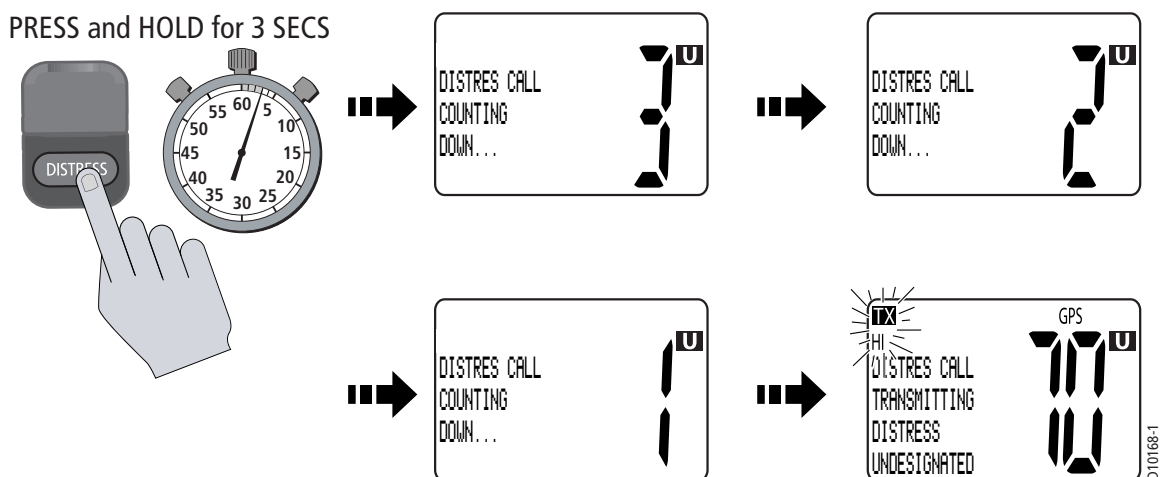 PRESS and HOLD for 3 SECS
DISTRESS
60
5
10
15
20
25
30
35
40
45
50
55
DISTRES CALL
COUNTING
DOWN...
3
U
DISTRES CALL
COUNTING
DOWN...
2
U
DISTRES CALL
COUNTING
DOWN...
1
U
TX
GPS
HI
DISTRES CALL
TRANSMITTING
DISTRESS
UNDESIGNATED
70
U
D10168-1